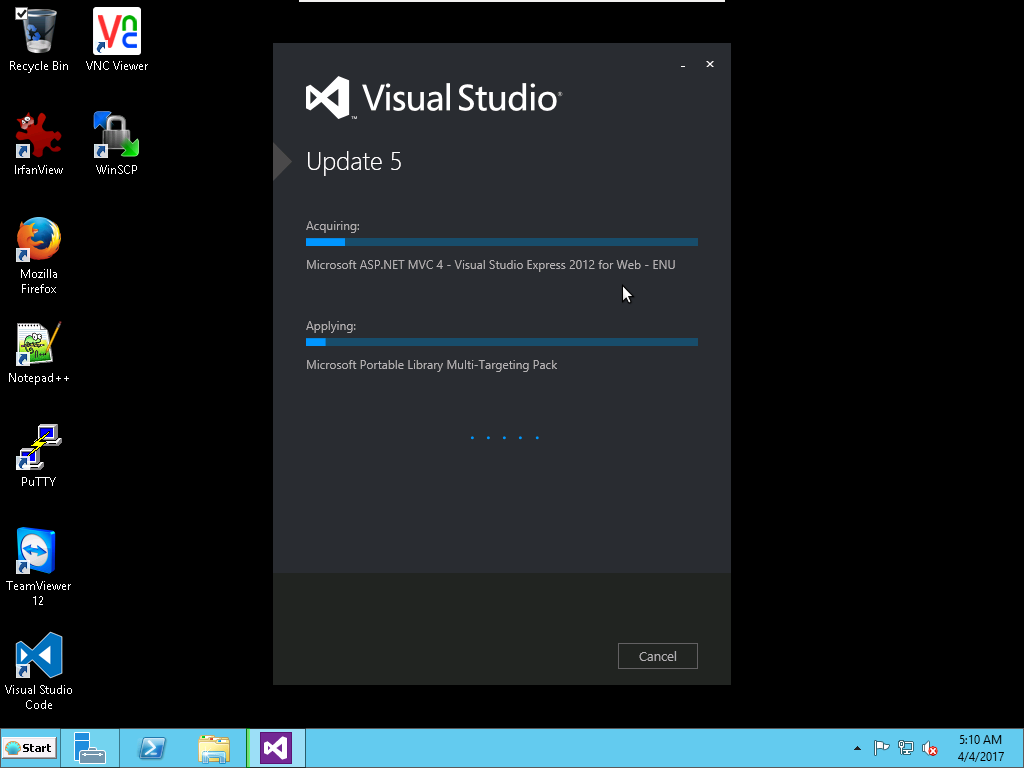 Recycle Bin
VNC Viewer
IrfanView
WinSCP
Mozilla
Firefox
Notepad++
PuTTY
TeamViewer
12
Visual Studio
Code
Visual Studio®
™
Update 5
Acquiring:
Microsoft ASP.NET MVC 4 - Visual Studio Express 2012 for Web - ENU
Applying:
Microsoft Portable Library Multi-Targeting Pack
Cancel
Start
5:10 AM
4/4/2017